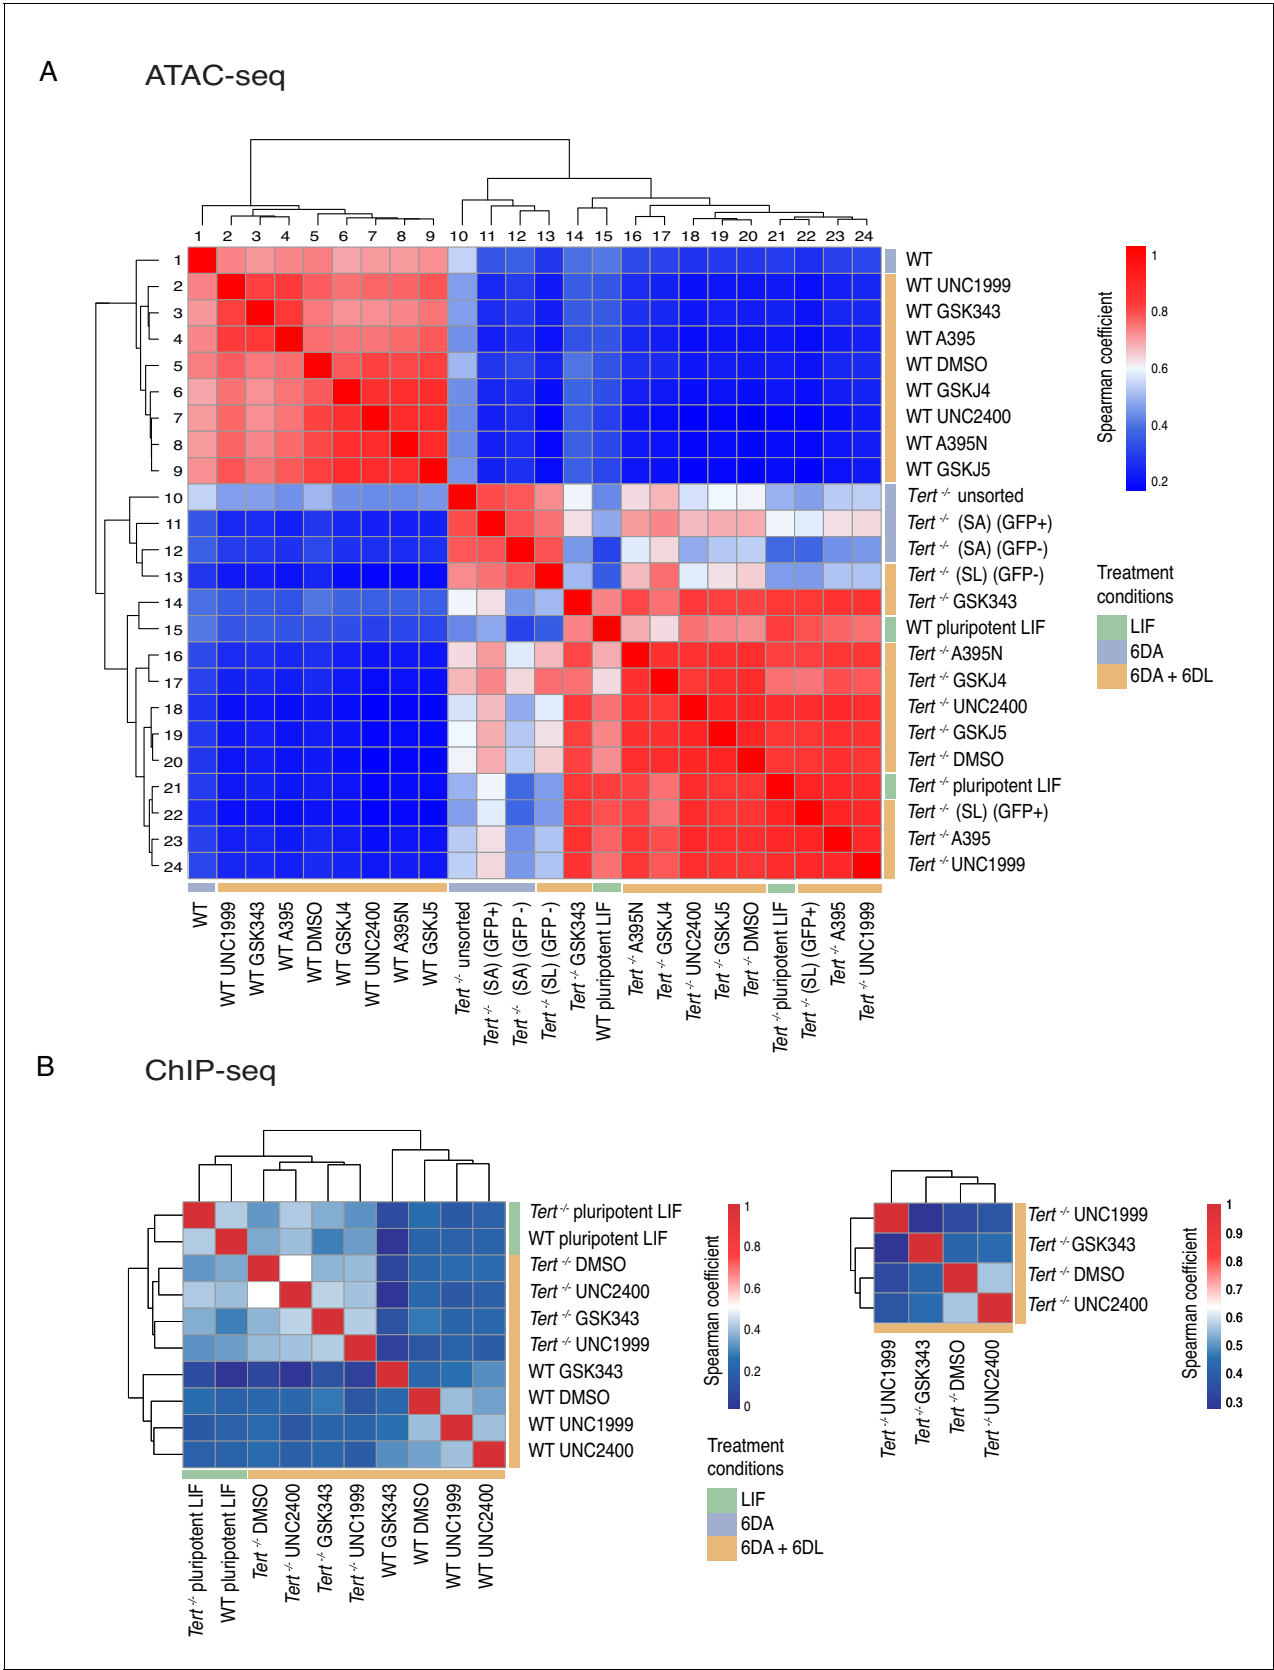 A
ATAC-seq
1 2 3 4 5 6 7 8 9 10 11 12 13 14 15 16 17 18 19 20 21 22 23 24
1 WT
2 WT UNC1999
3 WT GSK343
4 WT A395
5 WT DMSO
6 WT GSKJ4
7 WT UNC2400
8 WT A395N
9 WT GSKJ5
10 Tert -/- unsorted
11 Tert -/- (SA) (GFP+)
12 Tert -/- (SA) (GFP-)
13 Tert -/- (SL) (GFP-)
14 Tert -/- GSK343
15 WT pluripotent LIF
16 Tert -/- A395N
17 Tert -/- GSKJ4
18 Tert -/- UNC2400
19 Tert -/- GSKJ5
20 Tert -/- DMSO
21 Tert -/- pluripotent LIF
22 Tert -/- (SL) (GFP+)
23 Tert -/- A395
24 Tert -/- UNC1999
Spearman coefficient
1
0.8
0.6
0.4
0.2
Treatment
conditions
LIF
6DA
6DA + 6DL
WT
WT UNC1999
WT GSK343
WT A395
WT DMSO
WT GSKJ4
WT UNC2400
WT A395N
WT GSKJ5
Tert -/- unsorted
Tert -/- (SA) (GFP+)
Tert -/- (SA) (GFP -)
Tert -/- (SL) (GFP -)
Tert -/- GSK343
WT pluripotent LIF
Tert -/- A395N
Tert -/- GSKJ4
Tert -/- UNC2400
Tert -/- GSKJ5
Tert -/- DMSO
Tert -/- pluripotent LIF
Tert -/- (SL) (GFP+)
Tert -/- A395
Tert -/- UNC1999
B
ChIP-seq
Tert -/- pluripotent LIF
WT pluripotent LIF
Tert -/- DMSO
Tert -/- UNC2400
Tert -/- GSK343
Tert -/- UNC1999
WT GSK343
WT DMSO
WT UNC1999
WT UNC2400
Spearman coefficient
1
0.8
0.6
0.4
0.2
0
Treatment
conditions
LIF
6DA
6DA + 6DL
Tert -/- pluripotent LIF
WT pluripotent LIF
Tert -/- DMSO
Tert -/- UNC2400
Tert -/- GSK343
Tert -/- UNC1999
WT GSK343
WT DMSO
WT UNC1999
WT UNC2400
Tert -/- UNC1999
Tert -/- GSK343
Tert -/- DMSO
Tert -/- UNC2400
Spearman coefficient
1
0.9
0.8
0.7
0.6
0.5
0.4
0.3
Tert -/- UNC1999
Tert -/- GSK343
Tert -/- DMSO
Tert -/- UNC2400